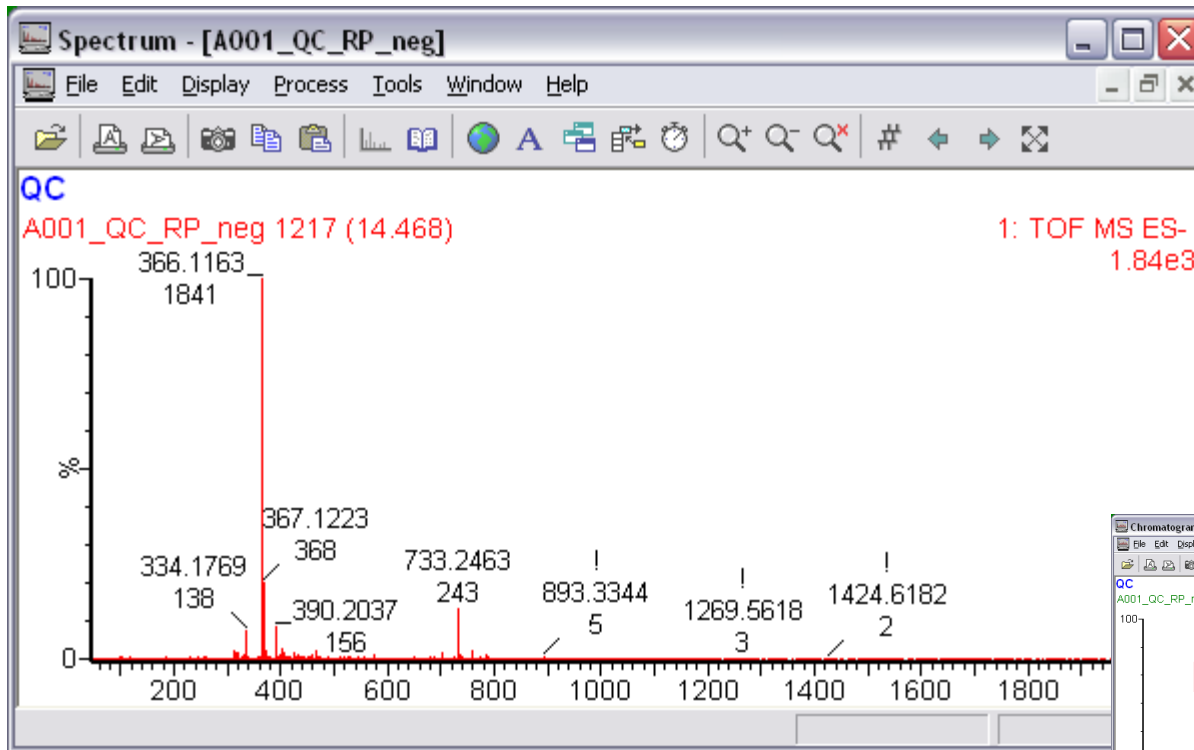 Spectrum - [A001_QC_RP_neg]
File Edit Display Process Tools Window Help
QC
A001_QC_RP_neg 1217 (14.468)
1: TOF MS ES-
1.84e3
100
366.1163
1841
%
367.1223
368
334.1769
138
390.2037
156
733.2463
243
!
893.3344
5
!
1269.5618
3
!
1424.6182
2
0
200 400 600 800 1000 1200 1400 1600 1800
File Edit
QC
100